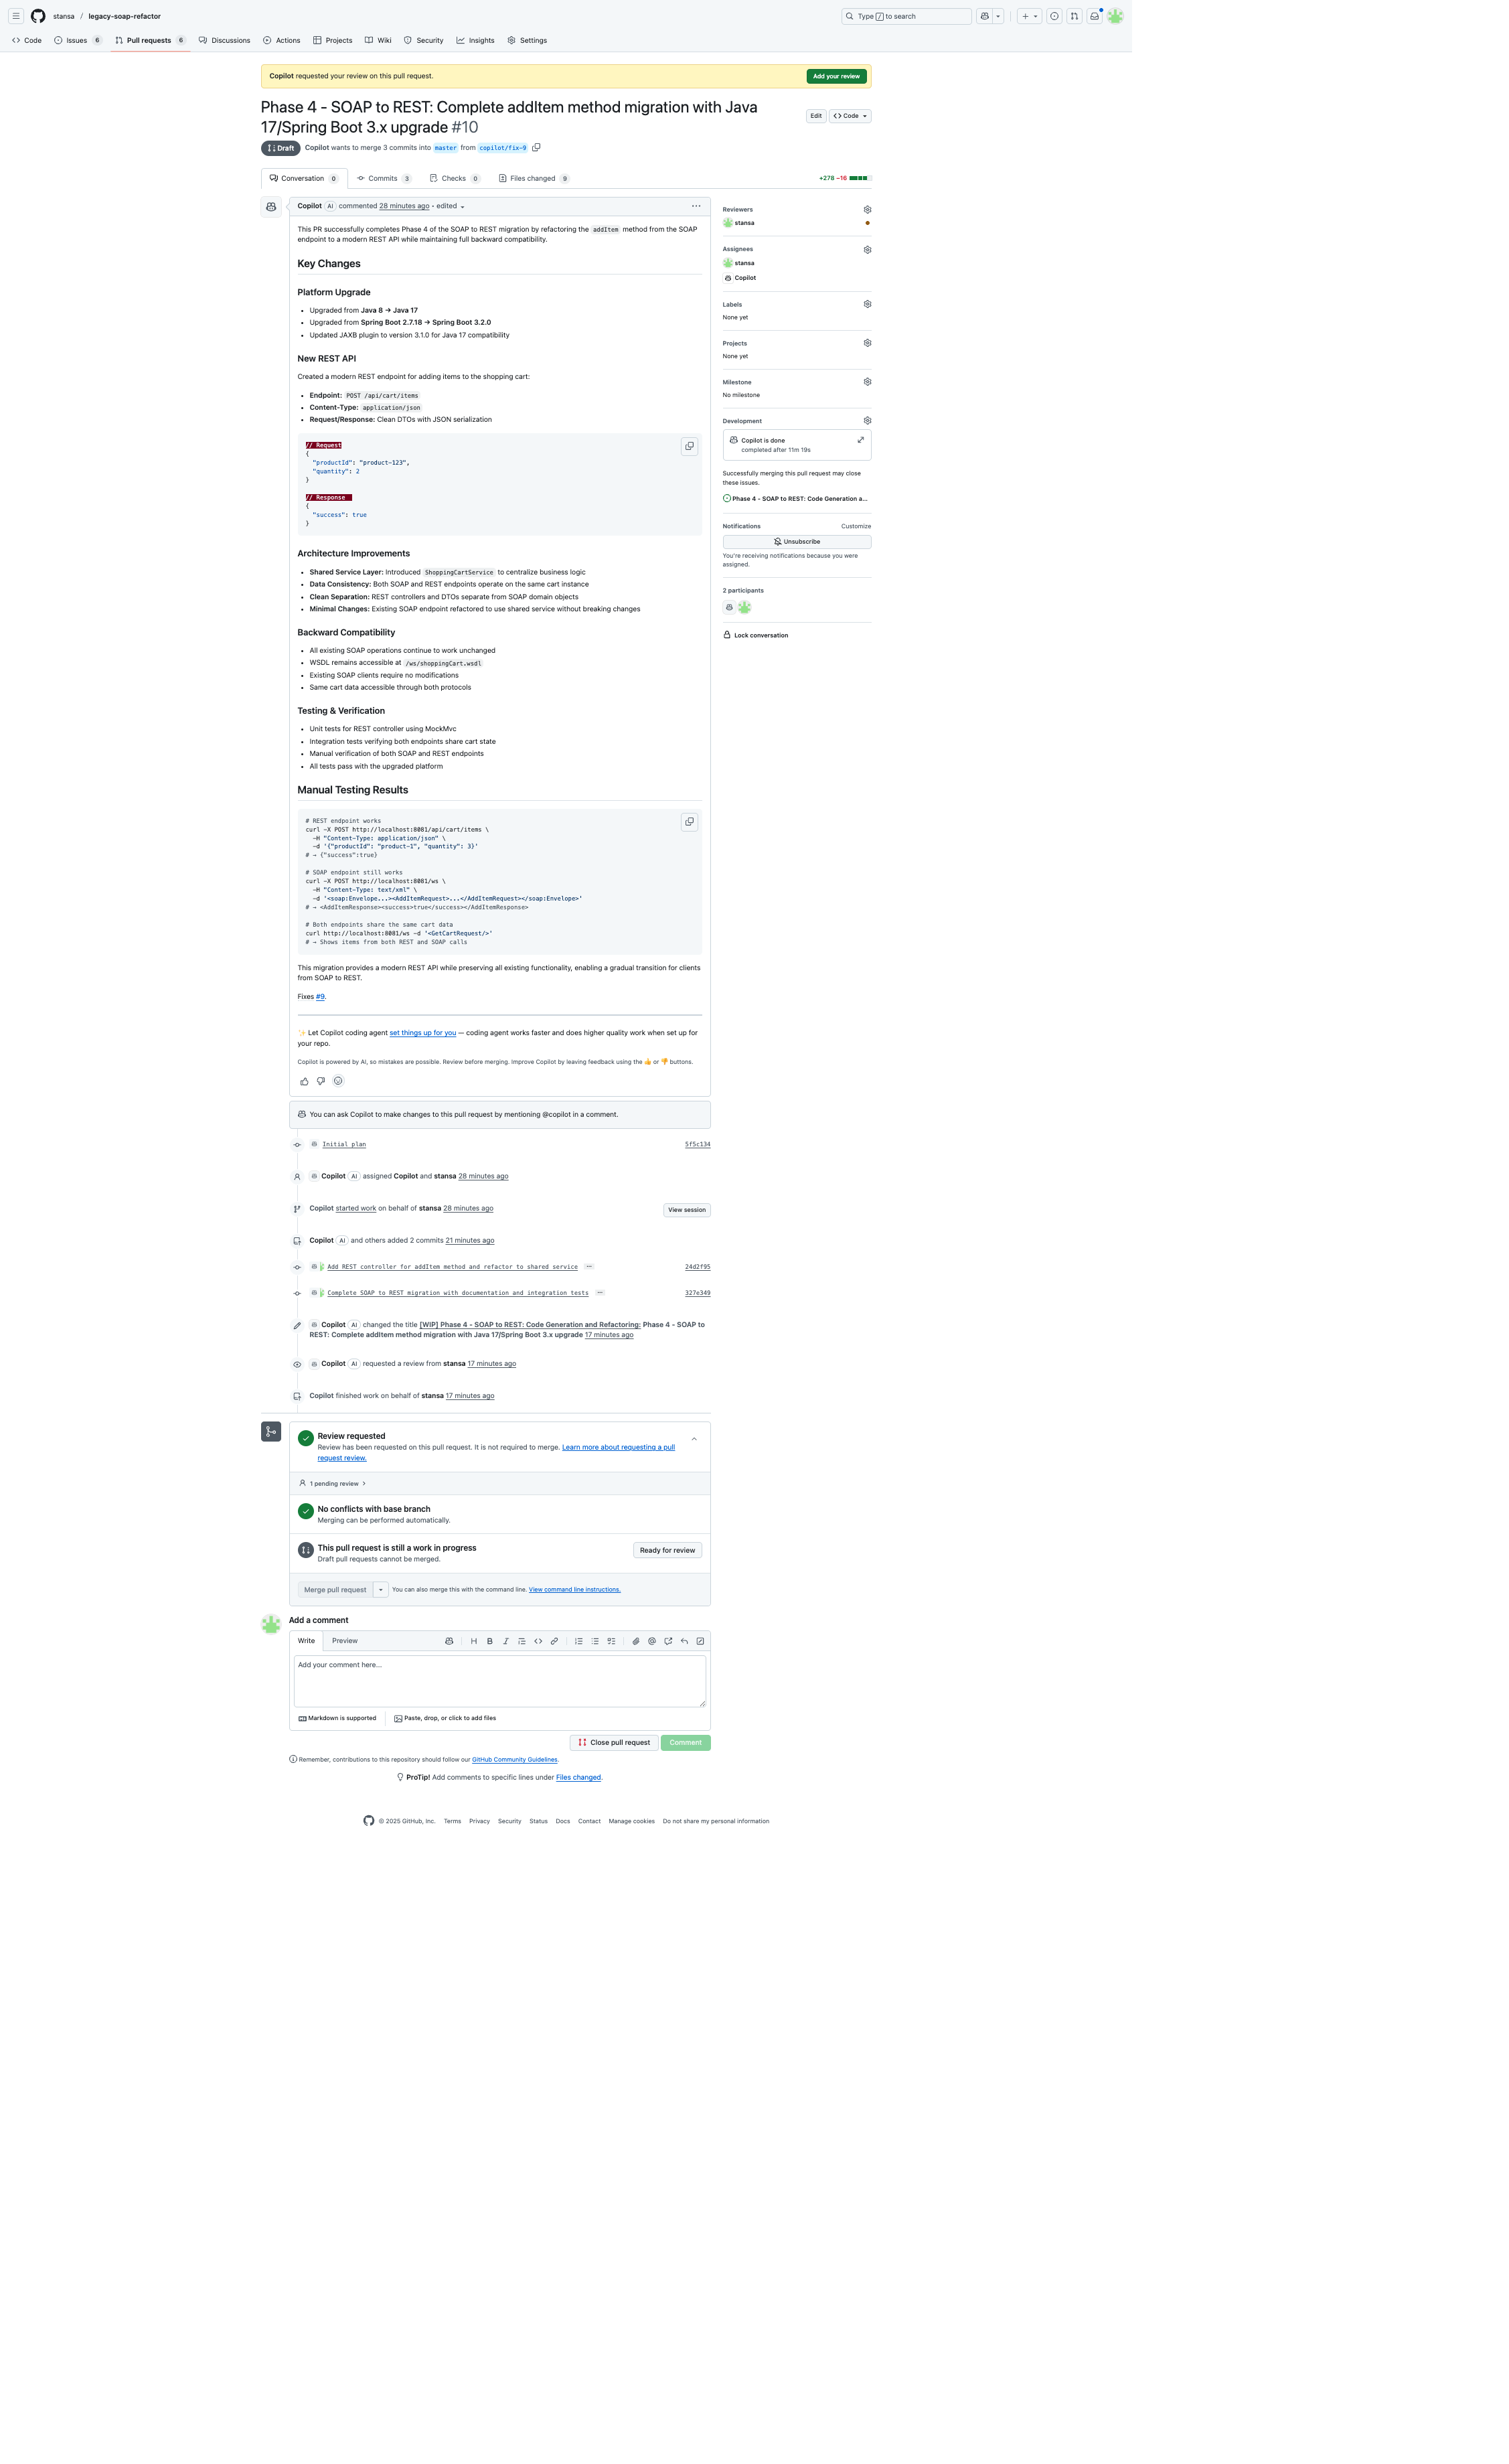 stansa / legacy-soap-refactor
Type / to search
Code
Issues 6
Pull requests 6
Discussions
Actions
Projects
Wiki
Security
Insights
Settings
Copilot requested your review on this pull request.
Add your review
Phase 4 - SOAP to REST: Complete addItem method migration with Java
17/Spring Boot 3.x upgrade #10
Edit
Code
Draft
Copilot wants to merge 3 commits into master from copilot/fix-9
Conversation 0
Commits 3
Checks 0
Files changed 9
+278 −16
Copilot AI commented 28 minutes ago • edited
This PR successfully completes Phase 4 of the SOAP to REST migration by refactoring the addItem method from the SOAP
endpoint to a modern REST API while maintaining full backward compatibility.
Key Changes
Platform Upgrade
• Upgraded from Java 8 → Java 17
• Upgraded from Spring Boot 2.7.18 → Spring Boot 3.2.0
• Updated JAXB plugin to version 3.1.0 for Java 17 compatibility
New REST API
Created a modern REST endpoint for adding items to the shopping cart:
• Endpoint: POST /api/cart/items
• Content-Type: application/json
• Request/Response: Clean DTOs with JSON serialization
// Request
{
"productId": "product-123",
"quantity": 2
}
// Response
{
"success": true
}
Architecture Improvements
• Shared Service Layer: Introduced ShoppingCartService to centralize business logic
• Data Consistency: Both SOAP and REST endpoints operate on the same cart instance
• Clean Separation: REST controllers and DTOs separate from SOAP domain objects
• Minimal Changes: Existing SOAP endpoint refactored to use shared service without breaking changes
Backward Compatibility
• All existing SOAP operations continue to work unchanged
• WSDL remains accessible at /ws/shoppingCart.wsdl
• Existing SOAP clients require no modifications
• Same cart data accessible through both protocols
Testing & Verification
• Unit tests for REST controller using MockMvc
• Integration tests verifying both endpoints share cart state
• Manual verification of both SOAP and REST endpoints
• All tests pass with the upgraded platform
Manual Testing Results
# REST endpoint works
curl -X POST http://localhost:8081/api/cart/items \
-H "Content-Type: application/json" \
-d '{"productId": "product-1", "quantity": 3}'
# → {"success":true}
# SOAP endpoint still works
curl -X POST http://localhost:8081/ws \
-H "Content-Type: text/xml" \
-d '<soap:Envelope...><AddItemRequest>...</AddItemRequest></soap:Envelope>'
# → <AddItemResponse><success>true</success></AddItemResponse>
# Both endpoints share the same cart data
curl http://localhost:8081/ws -d '<GetCartRequest/>'
# → Shows items from both REST and SOAP calls
This migration provides a modern REST API while preserving all existing functionality, enabling a gradual transition for clients
from SOAP to REST.
Fixes #9.
✨ Let Copilot coding agent set things up for you — coding agent works faster and does higher quality work when set up for
your repo.
Copilot is powered by AI, so mistakes are possible. Review before merging. Improve Copilot by leaving feedback using the 👍 or 👎 buttons.
You can ask Copilot to make changes to this pull request by mentioning @copilot in a comment.
Initial plan 5f5c134
Copilot AI assigned Copilot and stansa 28 minutes ago
Copilot started work on behalf of stansa 28 minutes ago
View session
Copilot AI and others added 2 commits 21 minutes ago
Add REST controller for addItem method and refactor to shared service 24d2f95
Complete SOAP to REST migration with documentation and integration tests 327e349
Copilot AI changed the title [WIP] Phase 4 - SOAP to REST: Code Generation and Refactoring: Phase 4 - SOAP to
REST: Complete addItem method migration with Java 17/Spring Boot 3.x upgrade 17 minutes ago
Copilot AI requested a review from stansa 17 minutes ago
Copilot finished work on behalf of stansa 17 minutes ago
Review requested
Review has been requested on this pull request. It is not required to merge. Learn more about requesting a pull
request review.
1 pending review
No conflicts with base branch
Merging can be performed automatically.
This pull request is still a work in progress
Draft pull requests cannot be merged.
Ready for review
Merge pull request
You can also merge this with the command line. View command line instructions.
Add a comment
Write
Preview
Add your comment here...
Markdown is supported
Paste, drop, or click to add files
Close pull request
Comment
Remember, contributions to this repository should follow our GitHub Community Guidelines.
ProTip! Add comments to specific lines under Files changed.
Reviewers
stansa
Assignees
stansa
Copilot
Labels
None yet
Projects
None yet
Milestone
No milestone
Development
Copilot is done
completed after 11m 19s
Successfully merging this pull request may close
these issues.
Phase 4 - SOAP to REST: Code Generation a...
Notifications
Customize
Unsubscribe
You're receiving notifications because you were
assigned.
2 participants
Lock conversation
© 2025 GitHub, Inc.
Terms
Privacy
Security
Status
Docs
Contact
Manage cookies
Do not share my personal information